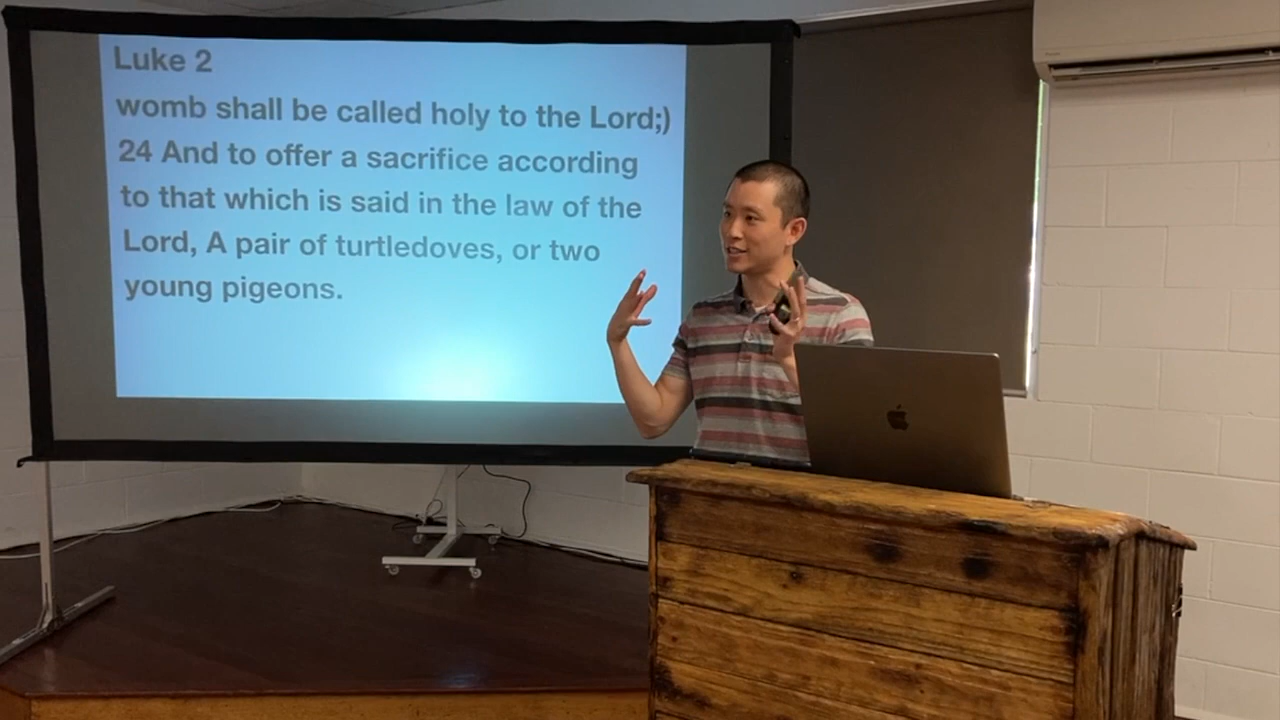 Luke 2
womb shall be called holy to the Lord;)
24 And to offer a sacrifice according
to that which is said in the law of the
Lord, A pair of turtledoves, or two
young pigeons.